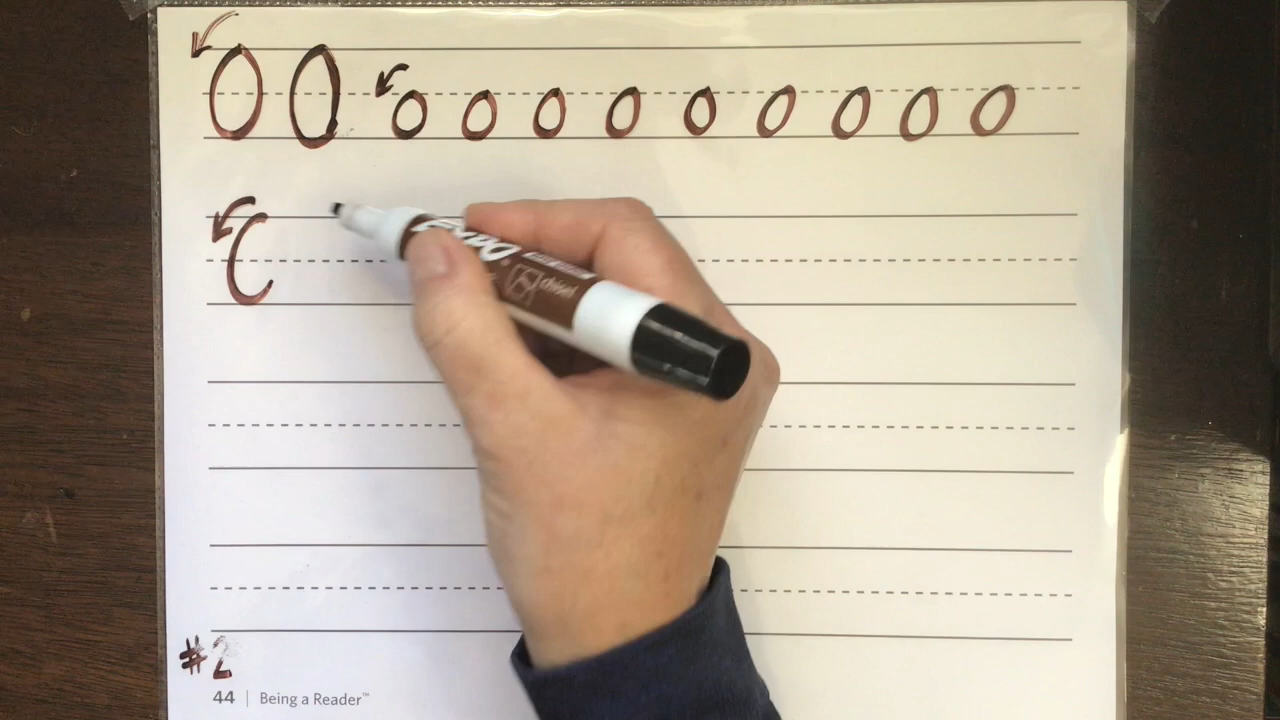 O O o o o o o o o o o
C
#2
44 | Being a Reader™